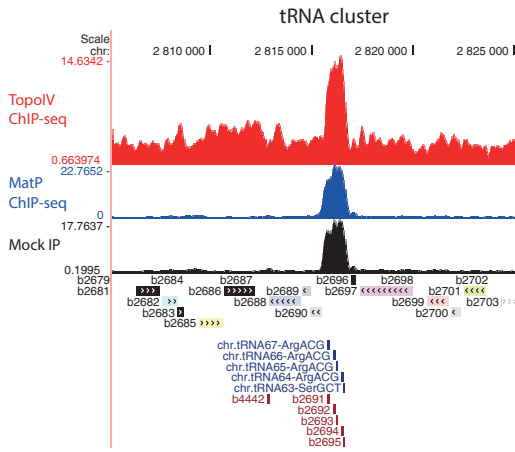 tRNA cluster
Scale
chr:
2 810 000
2 815 000
2 820 000
2 825 000
14.6342
TopoIV
ChIP-seq
0.663974
22.7652
MatP
ChIP-seq
0
17.7637
Mock IP
0.1995
b2679 b2684 b2687 b2696 b2698 b2702
b2681 b2686 b2689 b2697 b2701
b2682 b2688 b2699 b2703
b2683 b2690 b2700
b2685
chr.tRNA67-ArgACG
chr.tRNA66-ArgACG
chr.tRNA65-ArgACG
chr.tRNA64-ArgACG
chr.tRNA63-SerGCT
b4442 b2691
b2692
b2693
b2694
b2695